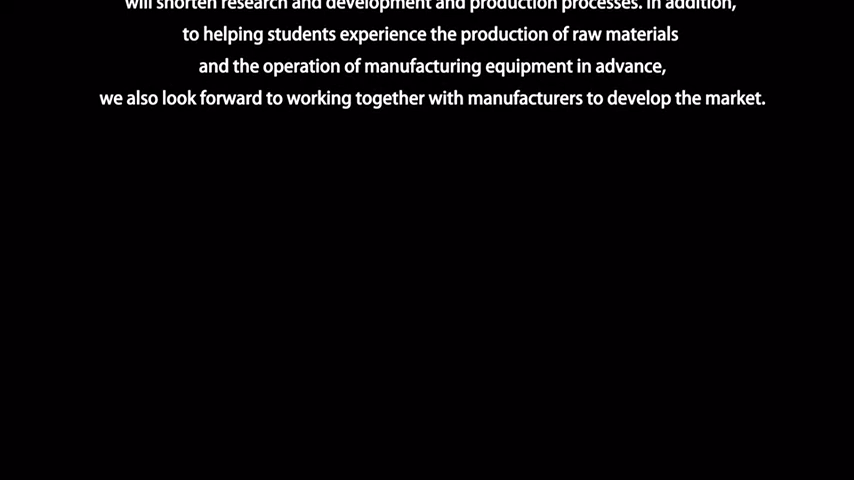 will shorten research and development and production processes. In addition,
to helping students experience the production of raw materials
and the operation of manufacturing equipment in advance,
we also look forward to working together with manufacturers to develop the market.